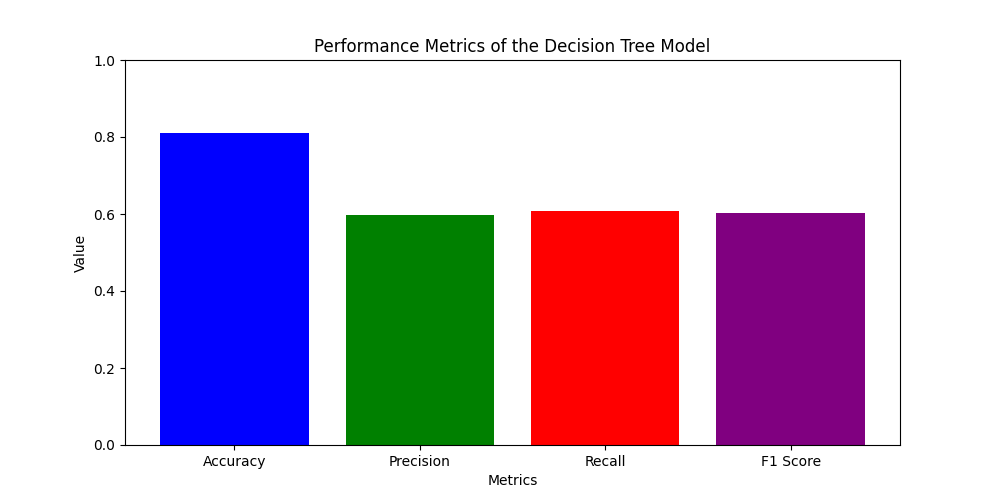 Performance Metrics of the Decision Tree Model
1.0
0.8
0.6
0.4
0.2
0.0
Value
Accuracy Precision Recall F1 Score
Metrics